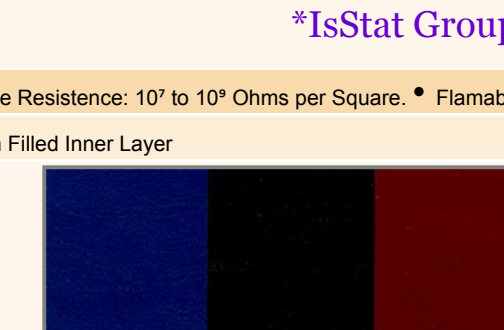 *IsStat Group
e Resistence: 10⁷ to 10⁹ Ohms per Square. • Flamab
Filled Inner Layer